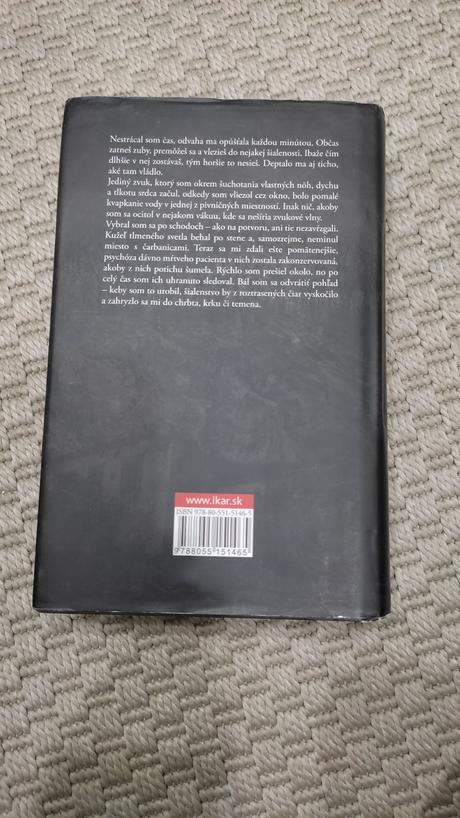 Nestrácal som čas, odvaha ma opúšťala každou minútou. Občas
zatneš zuby, premôžeš sa a vlezieš do nejakej šialenosti. Ibaže čím
dlhšie v nej zostávaš, tým horšie to nesieš. Deptalo ma aj ticho,
aké tam vládlo.
Jediný zvuk, ktorý som okrem šuchotania vlastných nôh, dychu
a tlkotu srdca začul, odkedy som vliezol cez okno, bolo pomalé
kvapkanie vody v jednej z pivničných miestností. Inak nič, akoby
som sa ocitol v nejakom vákuu, kde sa nešíria zvukové vlny.
Vybral som sa po schodoch – ako na potvoru, ani tie nezavŕzgali.
Kužeľ tlmeného svetla behal po stene a, samozrejme, neminul
miesto s čarbanicami. Teraz sa mi zdali ešte pomätenejšie,
psychóza dávno mŕtveho pacienta v nich zostala zakonzervovaná,
akoby z nich potichu šumela. Rýchlo som prešiel okolo, no po
celý čas som ich uhranuto sledoval. Bál som sa odvrátiť pohľad
– keby som to urobil, šialenstvo by z roztrasených čiar vyskočilo
a zahryzlo sa mi do chrbta, krku či temena.
www.ikar.sk
ISBN 978-80-551-5146-5
9788055151465